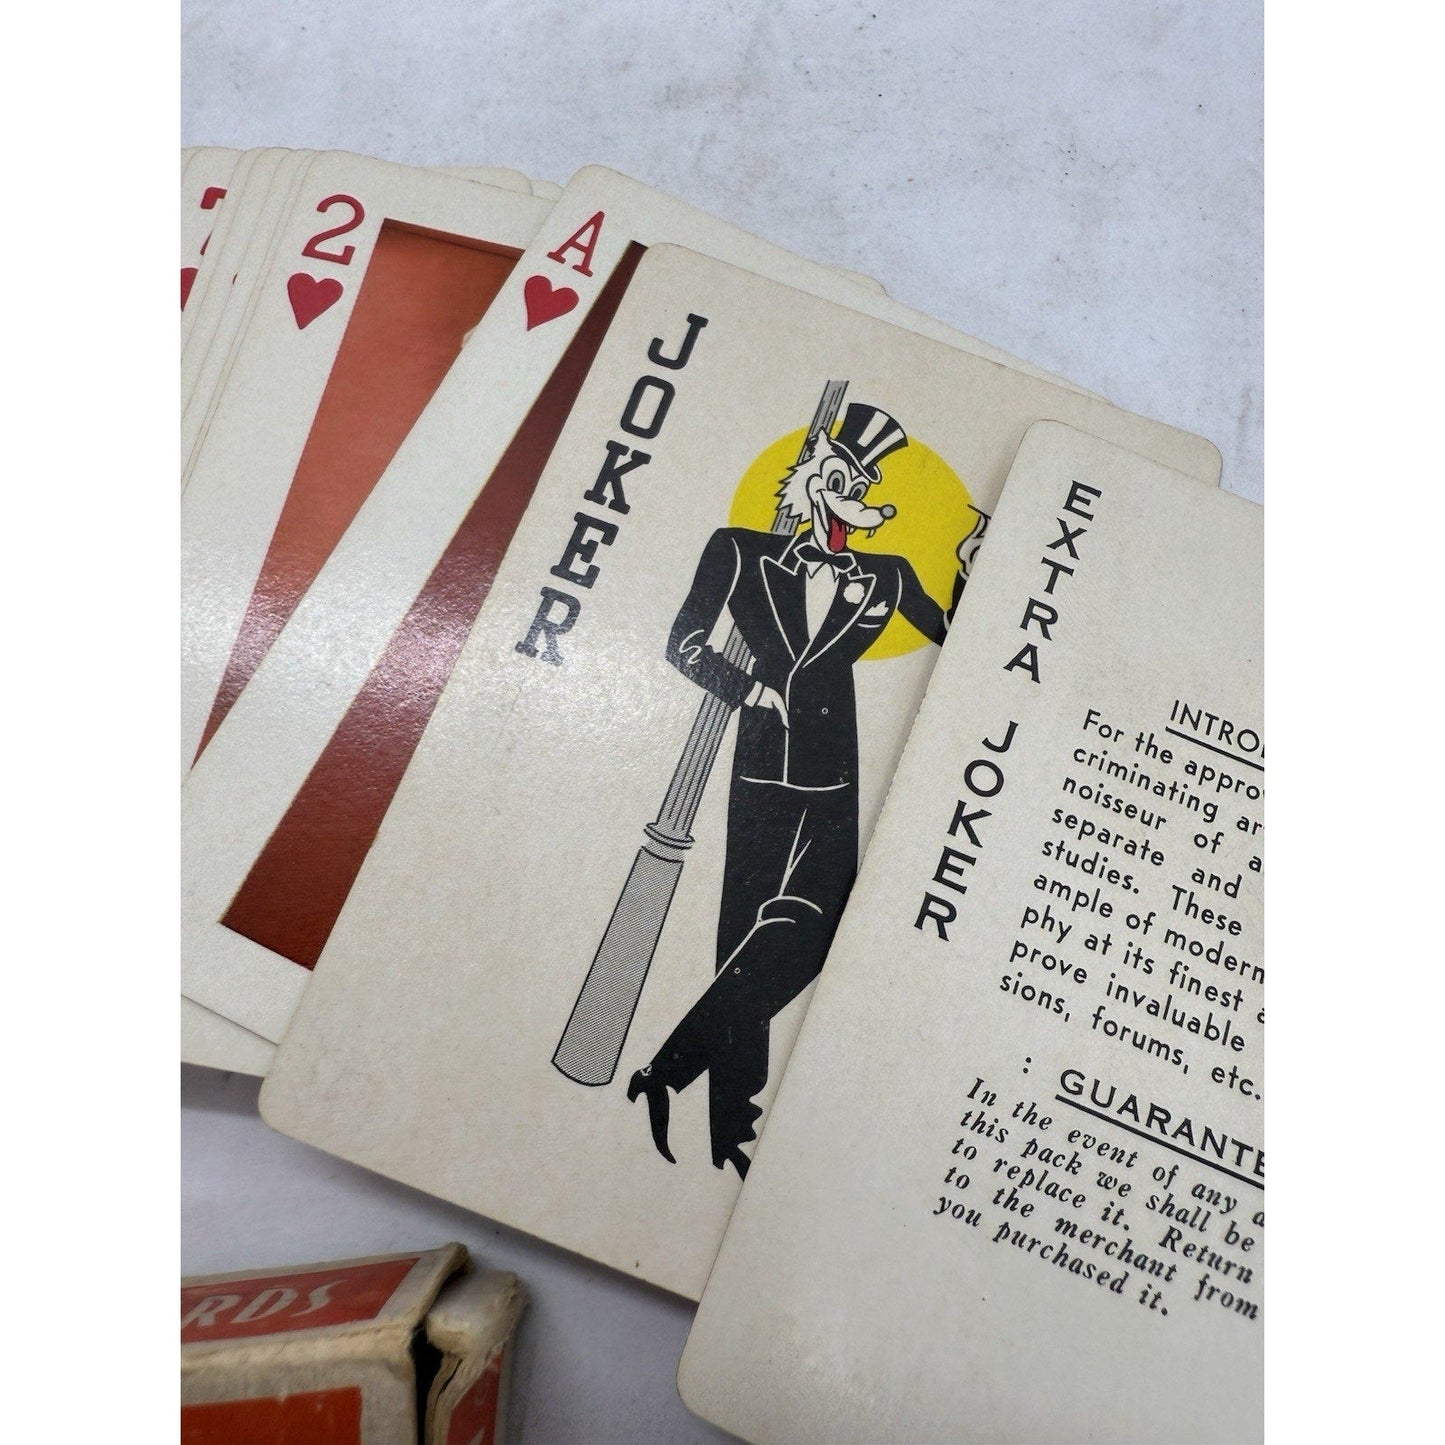 7
2
A
JOKER
EXTRA JOKER
For the
criminating
noisseur of
separate and
studies. These
ample of modern
phy at its finest
prove invaluable
sions, forums, etc.
: GUARANTE
In the event of any
this pack we shall be
to replace it. Return
to the merchant from
you purchased it.
RDS